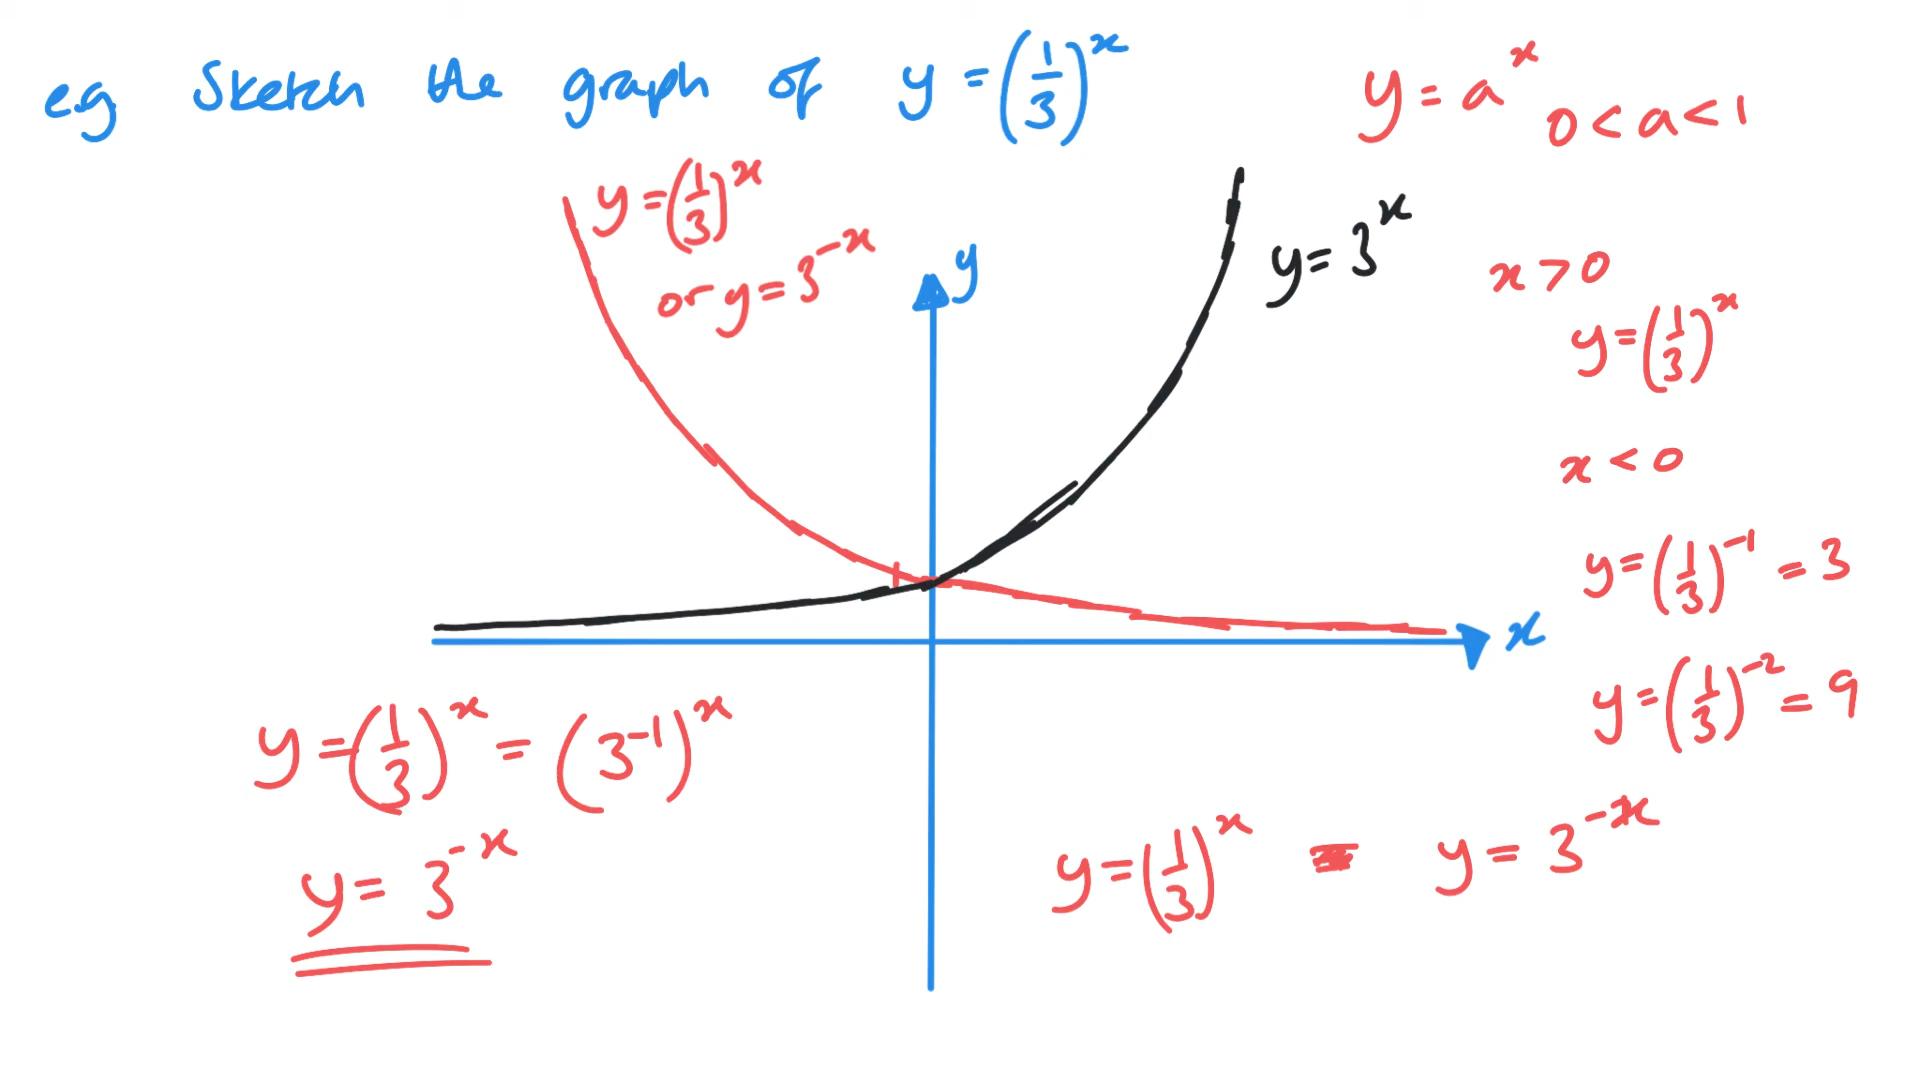 eg Sketch the graph of y = (1/3)^x
y = a^x 0 < a < 1
y = (1/3)^x
or y = 3^-x
y
y = 3^x
x > 0
y = (1/3)^x
x < 0
y = (1/3)^-1 = 3
1
x
y = (1/3)^-2 = 9
y = (1/3)^x = (3^-1)^x
y = 3^-x
y = (1/3)^x = y = 3^-x